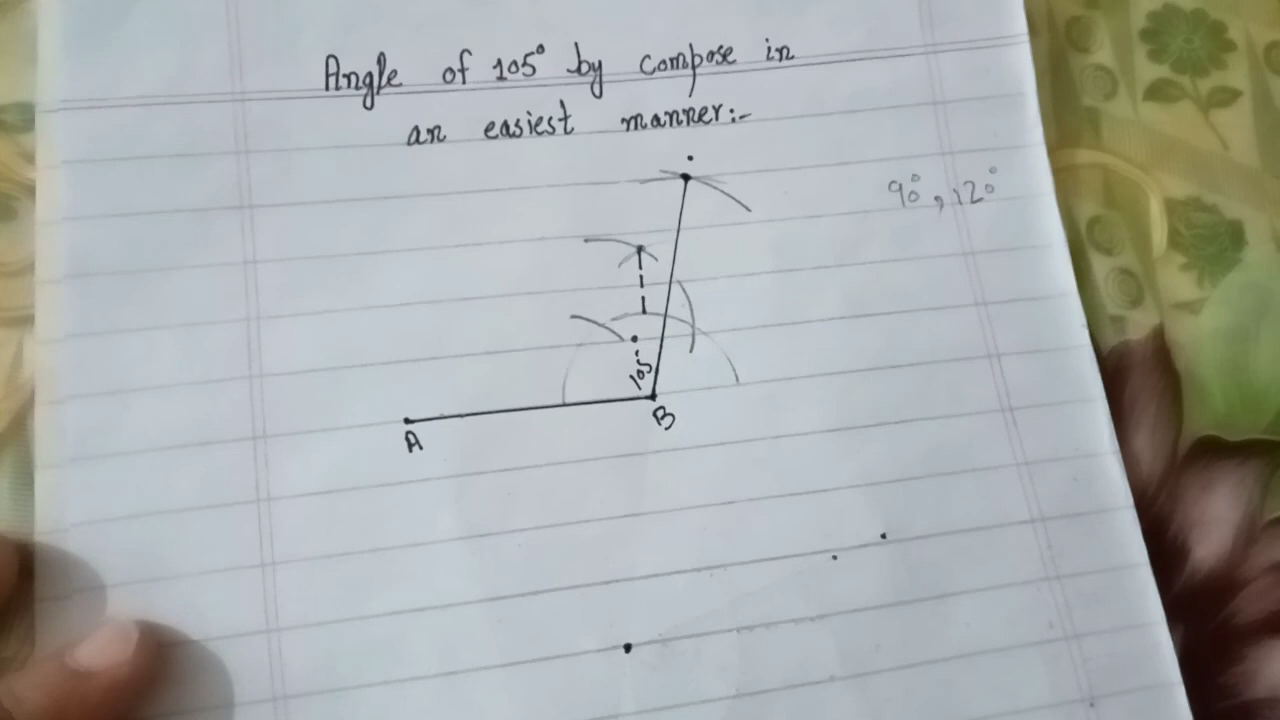 Angle of 105° by compose in
an easiest manner:-
90°, 120°
105°
A
B